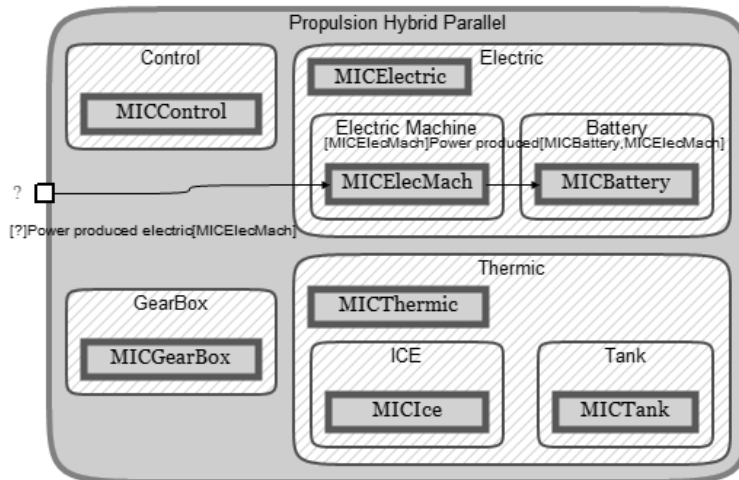 Propulsion Hybrid Parallel
Control
MICControl
Electric
MICElectric
Electric Machine
Battery
[MICElecMach]Power produced[MICBattery,MICElecMach]
MICElecMach
MICBattery
?
[?]Power produced electric[MICElecMach]
GearBox
MICGearBox
Thermic
MICThermic
ICE
MICIce
Tank
MICTank